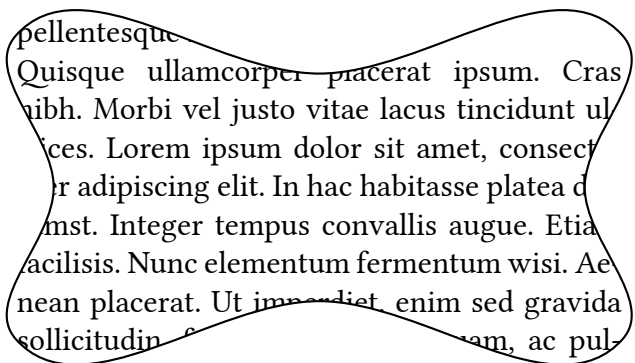 pellentesque
Quisque ullamcorper placerat ipsum. Cras
nibh. Morbi vel justo vitae lacus tincidunt ul-
ices. Lorem ipsum dolor sit amet, consect
er adipiscing elit. In hac habitasse platea d
mst. Integer tempus convallis augue. Etia
facilisis. Nunc elementum fermentum wisi. Ae-
nean placerat. Ut imperdiet, enim sed gravida
sollicitudin, uam, ac pul-